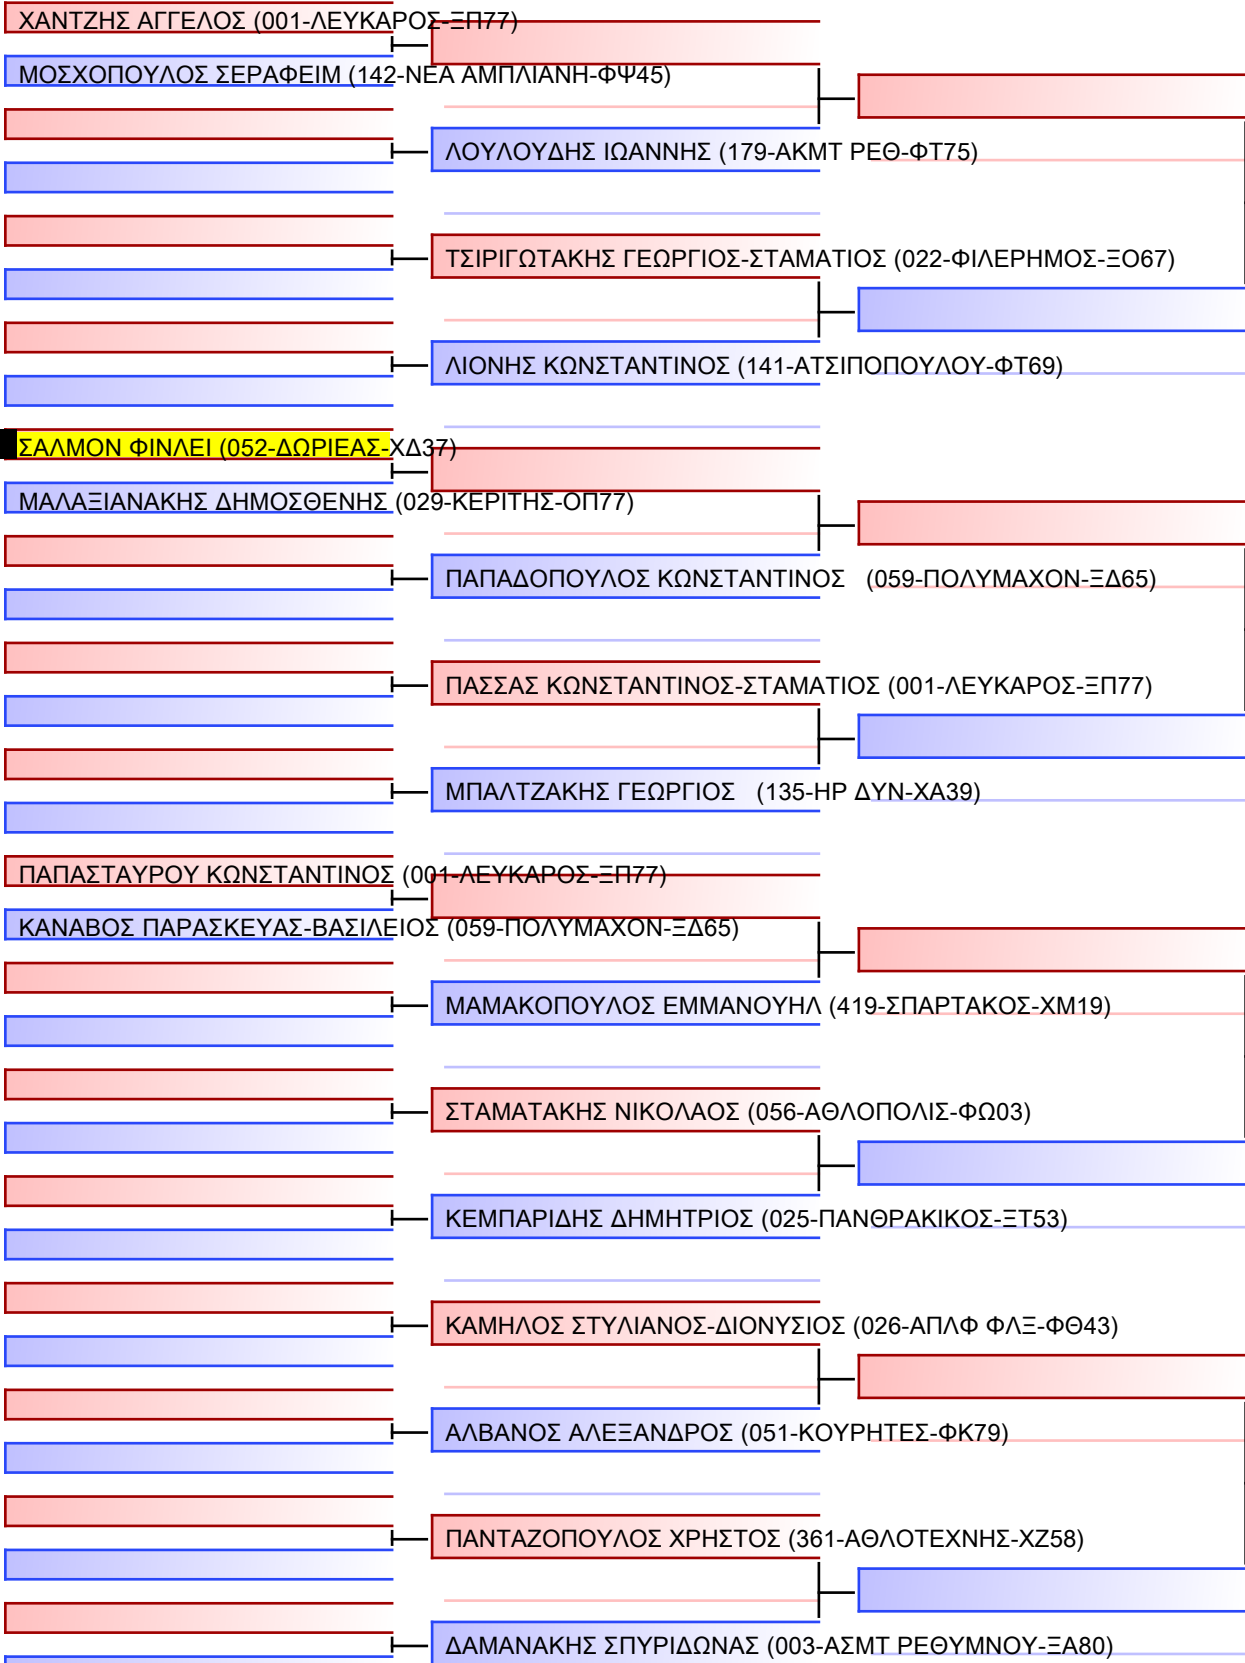 ΧΑΝΤΖΗΣ ΑΓΓΕΛΟΣ (001-ΛΕΥΚΑΡΟΣ-ΞΠ77)
ΜΟΣΧΟΠΟΥΛΟΣ ΣΕΡΑΦΕΙΜ (142-ΝΕΑ ΑΜΠΛΙΑΝΗ-ΦΨ45)
ΛΟΥΛΟΥΔΗΣ ΙΩΑΝΝΗΣ (179-ΑΚΜΤ ΡΕΘ-ΦΤ75)
ΤΣΙΡΙΓΩΤΑΚΗΣ ΓΕΩΡΓΙΟΣ-ΣΤΑΜΑΤΙΟΣ (022-ΦΙΛΕΡΗΜΟΣ-ΞΟ67)
ΛΙΟΝΗΣ ΚΩΝΣΤΑΝΤΙΝΟΣ (141-ΑΤΣΙΠΟΠΟΥΛΟΥ-ΦΤ69)
ΣΑΛΜΟΝ ΦΙΝΛΕΙ (052-ΔΩΡΙΕΑΣ-ΧΔ37)
ΜΑΛΑΞΙΑΝΑΚΗΣ ΔΗΜΟΣΘΕΝΗΣ (029-ΚΕΡΙΤΗΣ-ΟΠ77)
ΠΑΠΑΔΟΠΟΥΛΟΣ ΚΩΝΣΤΑΝΤΙΝΟΣ (059-ΠΟΛΥΜΑΧΟΝ-ΞΔ65)
ΠΑΣΣΑΣ ΚΩΝΣΤΑΝΤΙΝΟΣ-ΣΤΑΜΑΤΙΟΣ (001-ΛΕΥΚΑΡΟΣ-ΞΠ77)
ΜΠΑΛΤΖΑΚΗΣ ΓΕΩΡΓΙΟΣ (135-ΗΡ ΔΥΝ-ΧΑ39)
ΠΑΠΑΣΤΑΥΡΟΥ ΚΩΝΣΤΑΝΤΙΝΟΣ (001-ΛΕΥΚΑΡΟΣ-ΞΠ77)
ΚΑΝΑΒΟΣ ΠΑΡΑΣΚΕΥΑΣ-ΒΑΣΙΛΕΙΟΣ (059-ΠΟΛΥΜΑΧΟΝ-ΞΔ65)
ΜΑΜΑΚΟΠΟΥΛΟΣ ΕΜΜΑΝΟΥΗΛ (419-ΣΠΑΡΤΑΚΟΣ-ΧΜ19)
ΣΤΑΜΑΤΑΚΗΣ ΝΙΚΟΛΑΟΣ (056-ΑΘΛΟΠΟΛΙΣ-ΦΩ03)
ΚΕΜΠΑΡΙΔΗΣ ΔΗΜΗΤΡΙΟΣ (025-ΠΑΝΘΡΑΚΙΚΟΣ-ΞΤ53)
ΚΑΜΗΛΟΣ ΣΤΥΛΙΑΝΟΣ-ΔΙΟΝΥΣΙΟΣ (026-ΑΠΛΦ ΦΛΞ-ΦΘ43)
ΑΛΒΑΝΟΣ ΑΛΕΞΑΝΔΡΟΣ (051-ΚΟΥΡΗΤΕΣ-ΦΚ79)
ΠΑΝΤΑΖΟΠΟΥΛΟΣ ΧΡΗΣΤΟΣ (361-ΑΘΛΟΤΕΧΝΗΣ-ΧΖ58)
ΔΑΜΑΝΑΚΗΣ ΣΠΥΡΙΔΩΝΑΣ (003-ΑΣΜΤ ΡΕΘΥΜΝΟΥ-ΞΑ80)